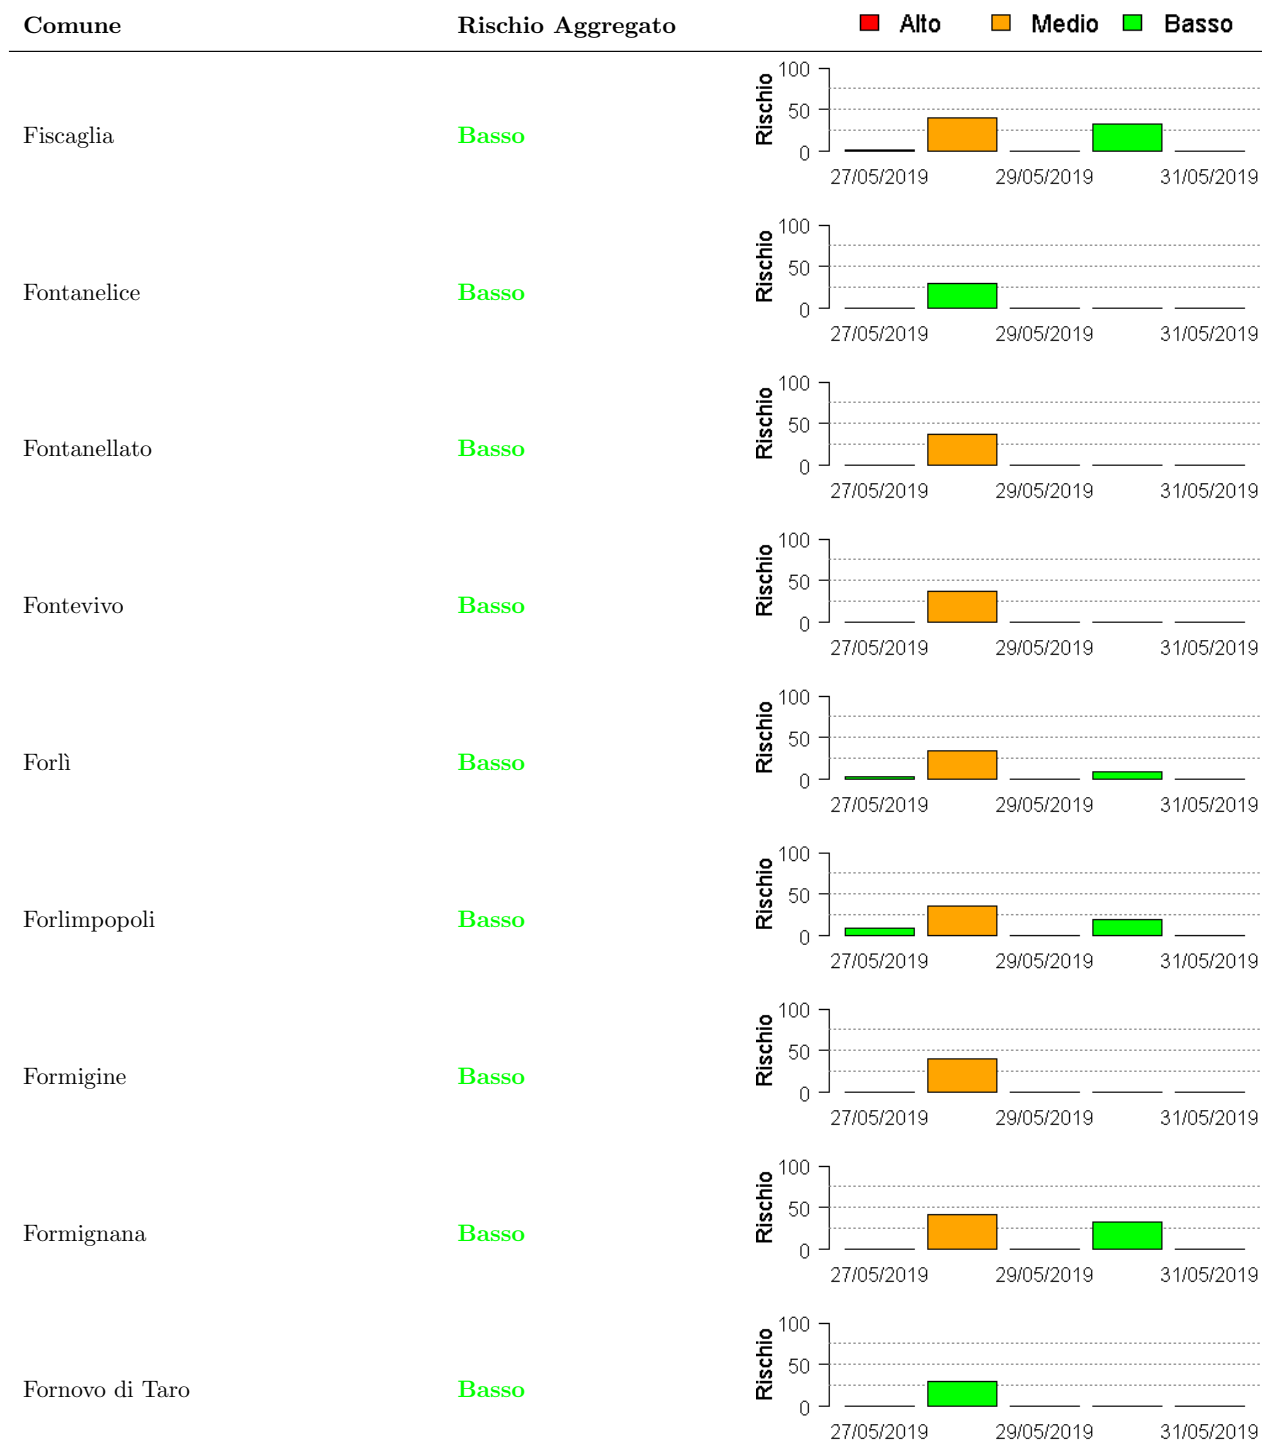 Comune Rischio Aggregato Alto Medio Basso
Fiscaglia Basso Rischio 100 50 0
27/05/2019 29/05/2019 31/05/2019
Fontanelice Basso Rischio 100 50 0
27/05/2019 29/05/2019 31/05/2019
Fontanellato Basso Rischio 100 50 0
27/05/2019 29/05/2019 31/05/2019
Fontevivo Basso Rischio 100 50 0
27/05/2019 29/05/2019 31/05/2019
Forlì Basso Rischio 100 50 0
27/05/2019 29/05/2019 31/05/2019
Forlimpopoli Basso Rischio 100 50 0
27/05/2019 29/05/2019 31/05/2019
Formigine Basso Rischio 100 50 0
27/05/2019 29/05/2019 31/05/2019
Formignana Basso Rischio 100 50 0
27/05/2019 29/05/2019 31/05/2019
Fornovo di Taro Basso Rischio 100 50 0
27/05/2019 29/05/2019 31/05/2019